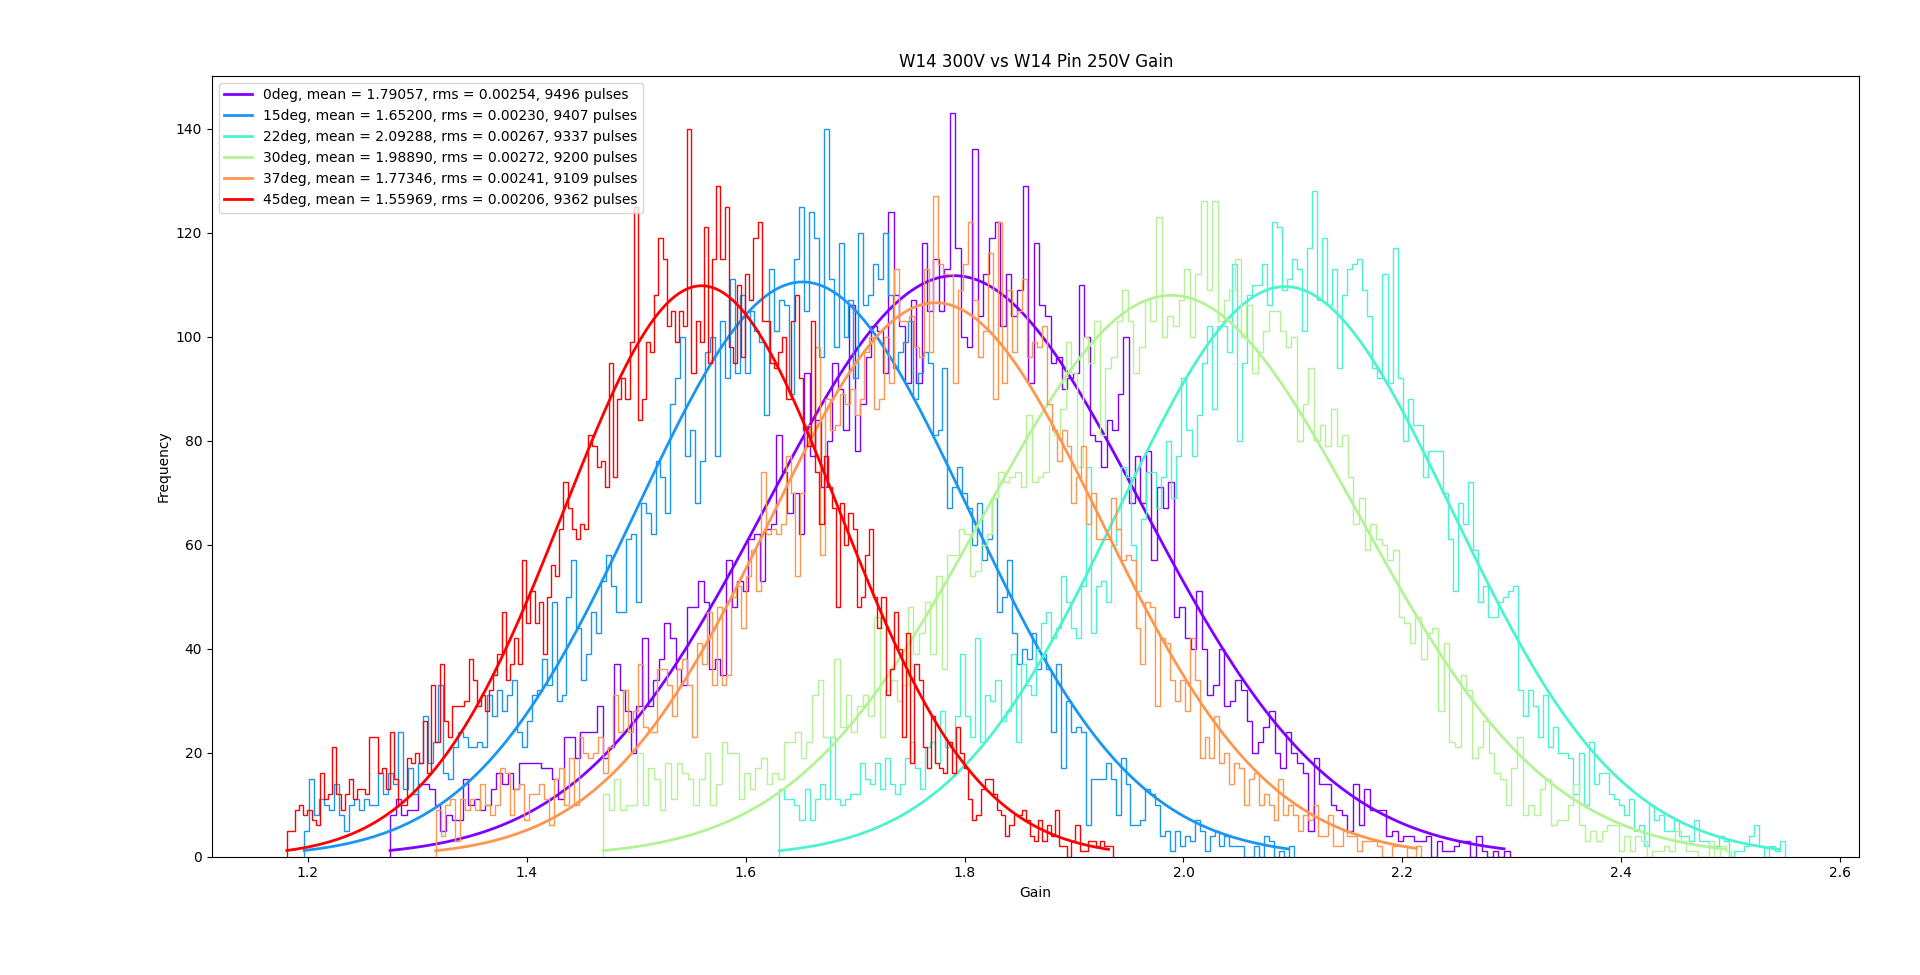 W14 300V vs W14 Pin 250V Gain
0deg, mean = 1.79057, rms = 0.00254, 9496 pulses
15deg, mean = 1.65200, rms = 0.00230, 9407 pulses
22deg, mean = 2.09288, rms = 0.00267, 9337 pulses
30deg, mean = 1.98890, rms = 0.00272, 9200 pulses
37deg, mean = 1.77346, rms = 0.00241, 9109 pulses
45deg, mean = 1.55969, rms = 0.00206, 9362 pulses
140
120
100
80
60
40
20
0
Frequency
1.2 1.4 1.6 1.8 2.0 2.2 2.4 2.6
Gain